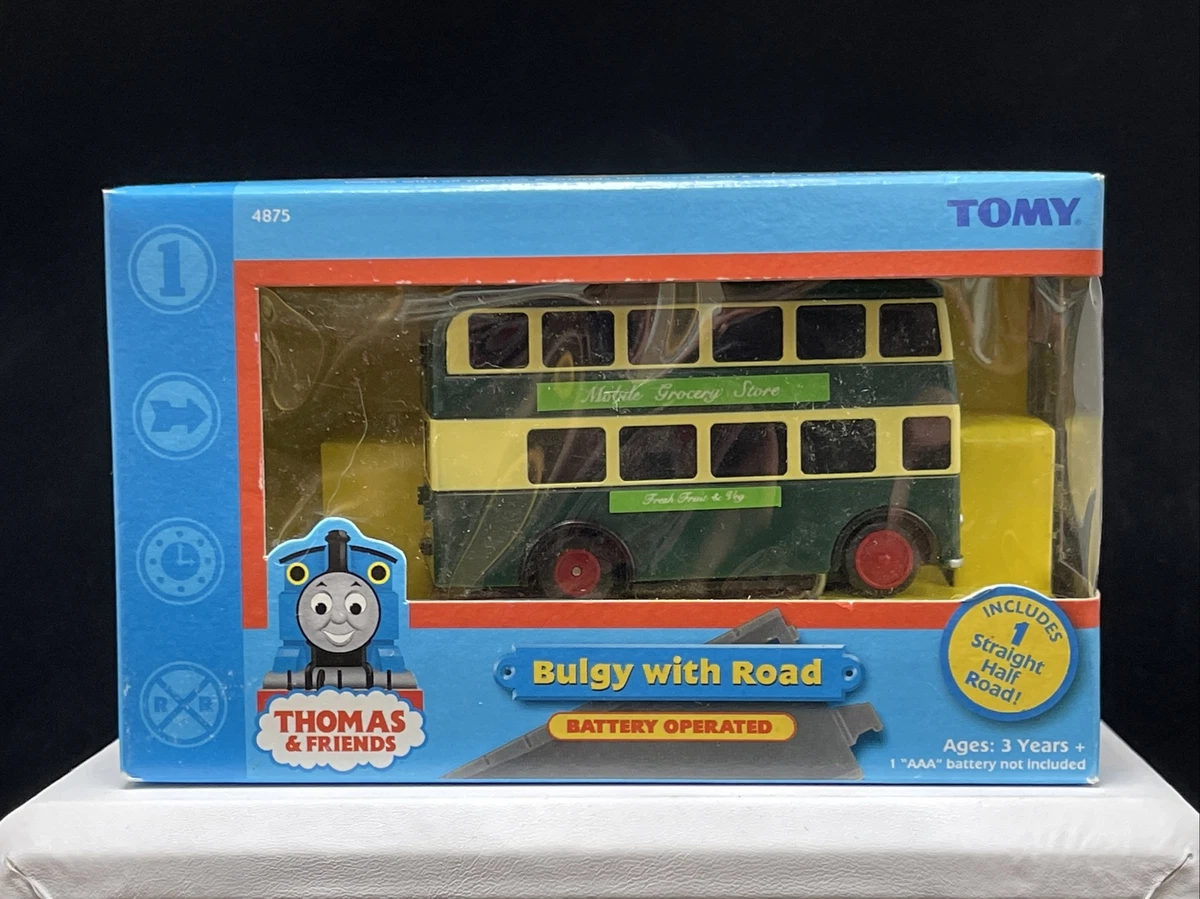 4875
TOMY
1
Mobile Grocery Store
Fresh Fruit & Veg
INCLUDES
1
Straight
Half
Road!
Bulgy with Road
BATTERY OPERATED
THOMAS
& FRIENDS
R R
Ages: 3 Years +
1 "AAA" battery not included